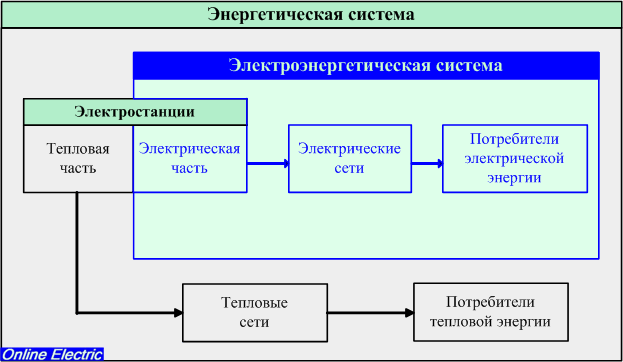 Энергетическая система
Электроэнергетическая система
Электростанции
Тепловая
часть
Электрическая
часть
Электрические
сети
Потребители
электрической
энергии
Тепловые
сети
Потребители
тепловой энергии
Online Electric